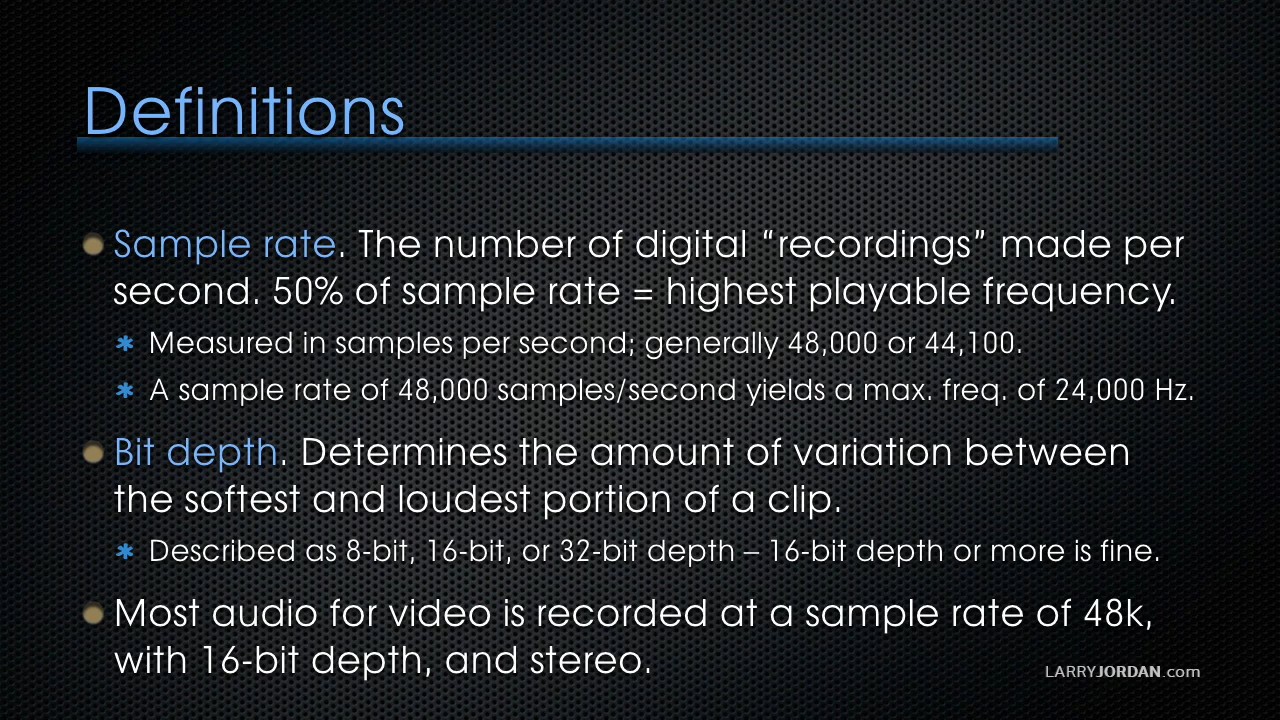 Definitions
Sample rate. The number of digital “recordings” made per
second. 50% of sample rate = highest playable frequency.
✱ Measured in samples per second; generally 48,000 or 44,100.
✱ A sample rate of 48,000 samples/second yields a max. freq. of 24,000 Hz.
Bit depth. Determines the amount of variation between
the softest and loudest portion of a clip.
✱ Described as 8-bit, 16-bit, or 32-bit depth – 16-bit depth or more is fine.
Most audio for video is recorded at a sample rate of 48k,
with 16-bit depth, and stereo.
LARRYJORDAN.com